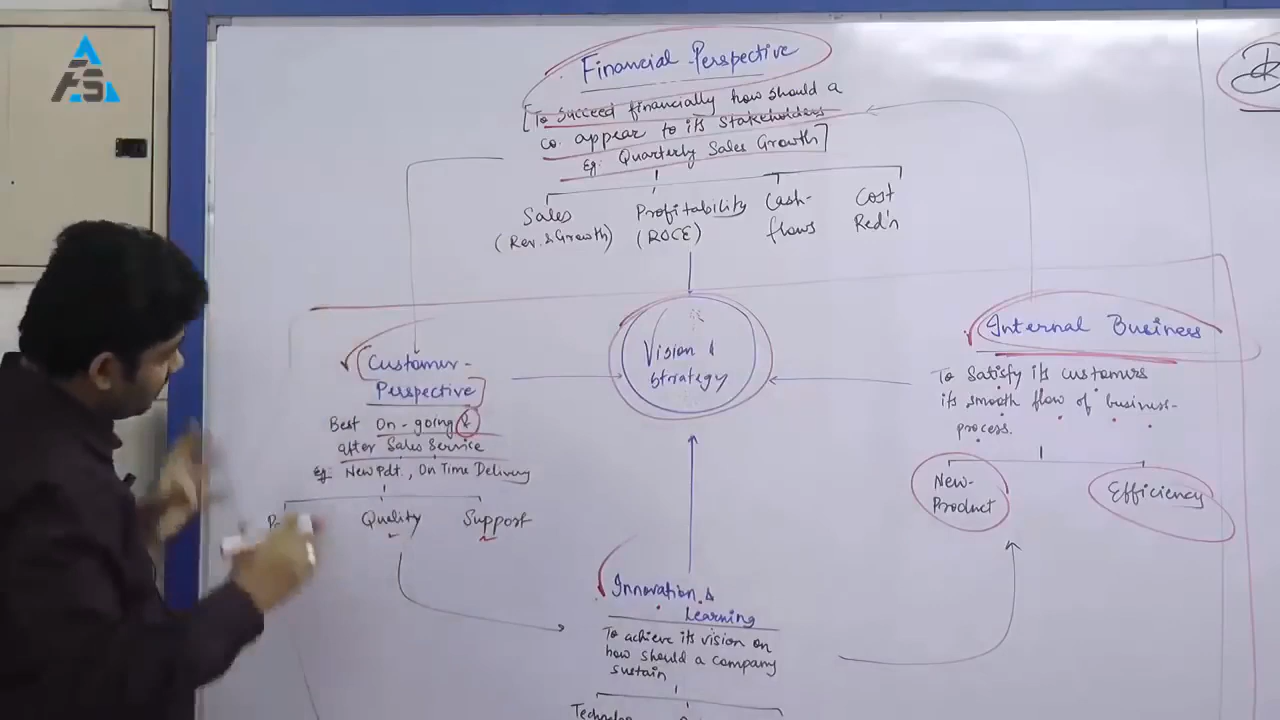 Financial Perspective
To succeed financially how should a
co. appear to its stakeholders
Eg: Quarterly Sales Growth
Sales
(Rev. & Growth)
Profitability
(ROCE)
Cash-
flows
Cost
Red'n
Vision &
Strategy
Customer-
Perspective
Best On-going &
after Sales Service
Eg: New Pdt., On Time Delivery
Quality
Support
Internal Business
To Satisfy its customers
its smooth flow of business-
process.
New-
Product
Efficiency
Innovation &
Learning
To achieve its vision on
how should a company
sustain